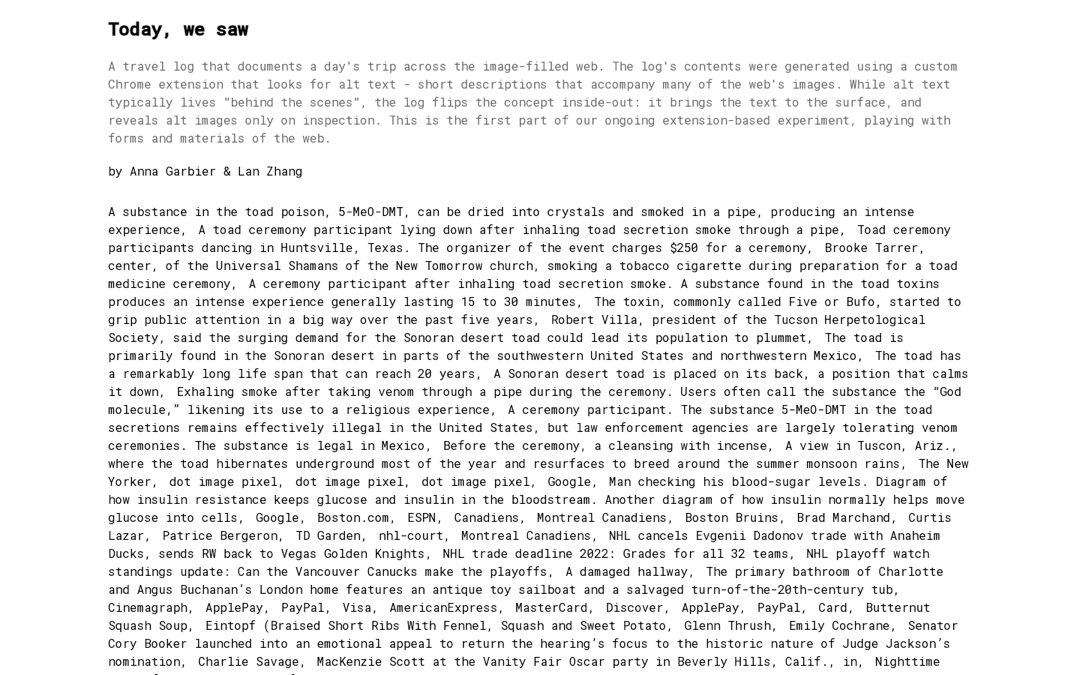 Today, we saw
A travel log that documents a day's trip across the image-filled web. The log's contents were generated using a custom
Chrome extension that looks for alt text - short descriptions that accompany many of the web's images. While alt text
typically lives "behind the scenes", the log flips the concept inside-out: it brings the text to the surface, and
reveals alt images only on inspection. This is the first part of our ongoing extension-based experiment, playing with
forms and materials of the web.
by Anna Garbier & Lan Zhang
A substance in the toad poison, 5-MeO-DMT, can be dried into crystals and smoked in a pipe, producing an intense
experience,  A toad ceremony participant lying down after inhaling toad secretion smoke through a pipe,  Toad ceremony
participants dancing in Huntsville, Texas. The organizer of the event charges $250 for a ceremony,  Brooke Tarrer,
center, of the Universal Shamans of the New Tomorrow church, smoking a tobacco cigarette during preparation for a toad
medicine ceremony,  A ceremony participant after inhaling toad secretion smoke. A substance found in the toad toxins
produces an intense experience generally lasting 15 to 30 minutes,  The toxin, commonly called Five or Bufo, started to
grip public attention in a big way over the past five years,  Robert Villa, president of the Tucson Herpetological
Society, said the surging demand for the Sonoran desert toad could lead its population to plummet,  The toad is
primarily found in the Sonoran desert in parts of the southwestern United States and northwestern Mexico,  The toad has
a remarkably long life span that can reach 20 years,  A Sonoran desert toad is placed on its back, a position that calms
it down,  Exhaling smoke after taking venom through a pipe during the ceremony. Users often call the substance the “God
molecule,” likening its use to a religious experience,  A ceremony participant. The substance 5-MeO-DMT in the toad
secretions remains effectively illegal in the United States, but law enforcement agencies are largely tolerating venom
ceremonies. The substance is legal in Mexico,  Before the ceremony, a cleansing with incense,  A view in Tuscon, Ariz.,
where the toad hibernates underground most of the year and resurfaces to breed around the summer monsoon rains,  The New
Yorker,  dot image pixel,  dot image pixel,  dot image pixel,  Google,  Man checking his blood-sugar levels. Diagram of
how insulin resistance keeps glucose and insulin in the bloodstream. Another diagram of how insulin normally helps move
glucose into cells,  Google,  Boston.com,  ESPN,  Canadiens,  Montreal Canadiens,  Boston Bruins,  Brad Marchand,  Curtis
Lazar,  Patrice Bergeron,  TD Garden,  nhl-court,  Montreal Canadiens,  NHL cancels Evgenii Dadonov trade with Anaheim
Ducks, sends RW back to Vegas Golden Knights,  NHL trade deadline 2022: Grades for all 32 teams,  NHL playoff watch
standings update: Can the Vancouver Canucks make the playoffs,  A damaged hallway,  The primary bathroom of Charlotte
and Angus Buchanan’s London home features an antique toy sailboat and a salvaged turn-of-the-20th-century tub,
Cinemagraph,  ApplePay,  PayPal,  Visa,  AmericanExpress,  MasterCard,  Discover,  ApplePay,  PayPal,  Card,  Butternut
Squash Soup,  Eintopf (Braised Short Ribs With Fennel, Squash and Sweet Potato,  Glenn Thrush,  Emily Cochrane,  Senator
Cory Booker launched into an emotional appeal to return the hearing’s focus to the historic nature of Judge Jackson’s
nomination,  Charlie Savage,  MacKenzie Scott at the Vanity Fair Oscar party in Beverly Hills, Calif., in,  Nighttime